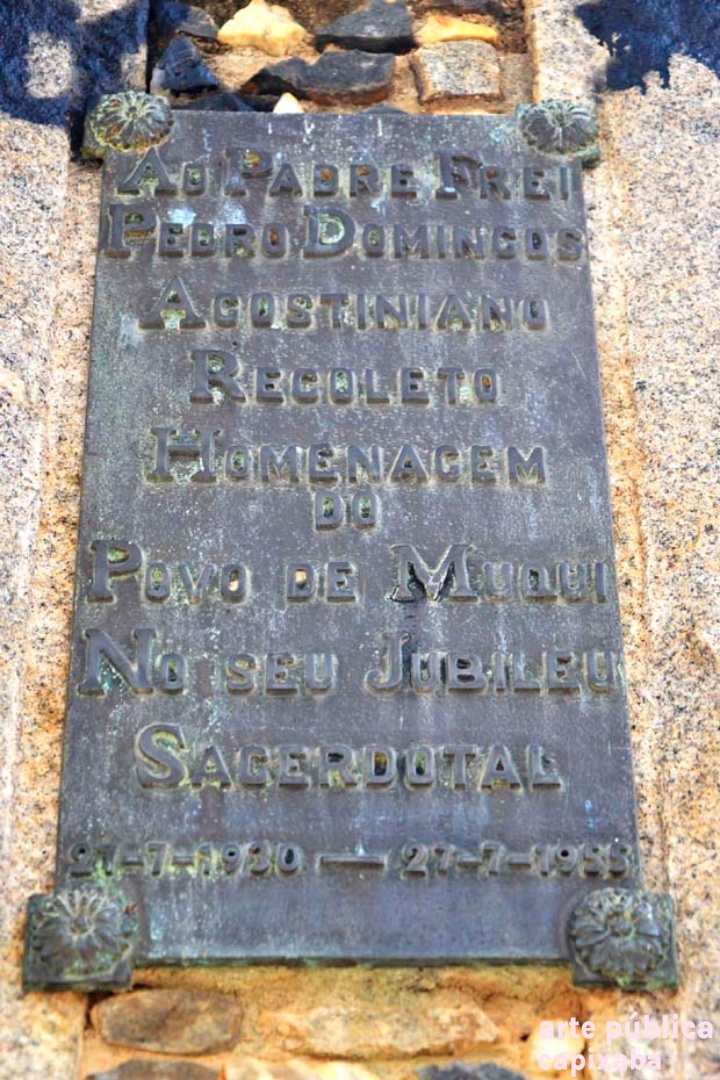 AO PADRE FREI
PEDRO DOMINGOS
AGOSTINIANO
RECOLETO
HOMENAGEM
DO
POVO DE MUQUI
NO SEU JUBILEU
SACERDOTAL
27-7-1930 — 27-7-1955
arte pública
capixaba